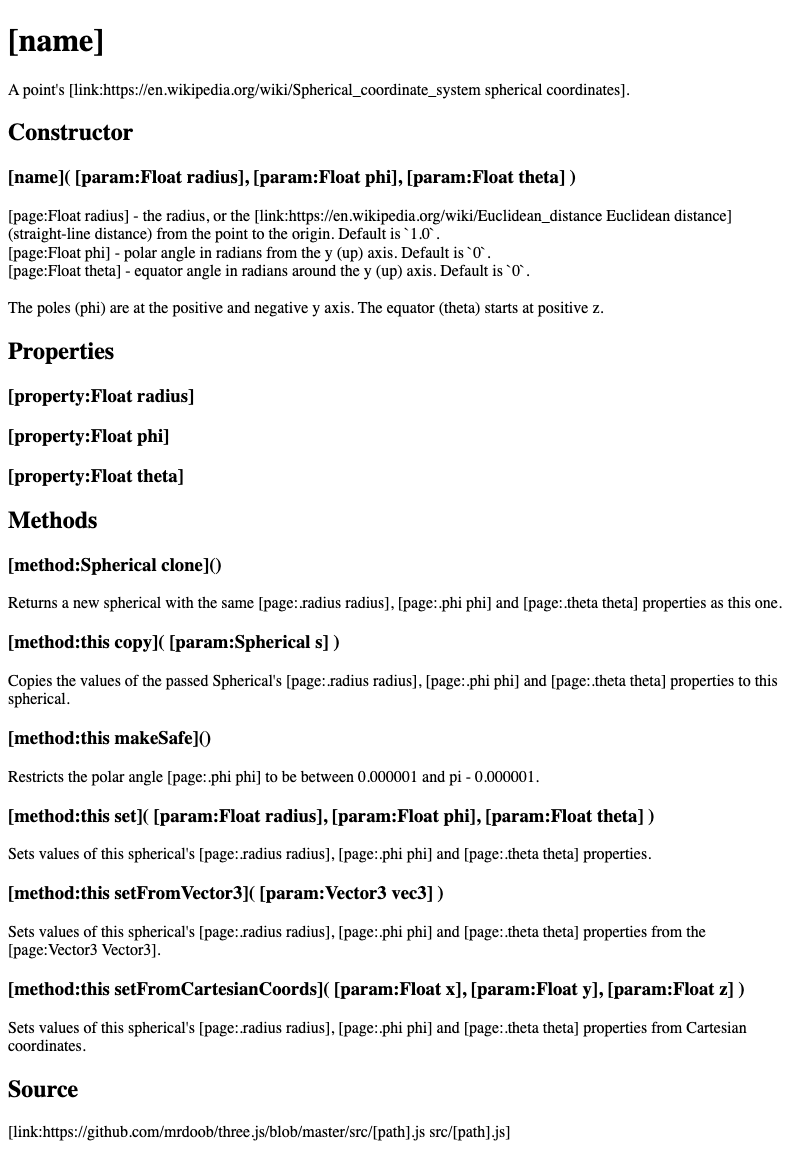 [name]
A point's [link:https://en.wikipedia.org/wiki/Spherical_coordinate_system spherical coordinates].
Constructor
[name]( [param:Float radius], [param:Float phi], [param:Float theta] )
[page:Float radius] - the radius, or the [link:https://en.wikipedia.org/wiki/Euclidean_distance Euclidean distance]
(straight-line distance) from the point to the origin. Default is `1.0`.
[page:Float phi] - polar angle in radians from the y (up) axis. Default is `0`.
[page:Float theta] - equator angle in radians around the y (up) axis. Default is `0`.
The poles (phi) are at the positive and negative y axis. The equator (theta) starts at positive z.
Properties
[property:Float radius]
[property:Float phi]
[property:Float theta]
Methods
[method:Spherical clone]()
Returns a new spherical with the same [page:.radius radius], [page:.phi phi] and [page:.theta theta] properties as this one.
[method:this copy]( [param:Spherical s] )
Copies the values of the passed Spherical's [page:.radius radius], [page:.phi phi] and [page:.theta theta] properties to this
spherical.
[method:this makeSafe]()
Restricts the polar angle [page:.phi phi] to be between 0.000001 and pi - 0.000001.
[method:this set]( [param:Float radius], [param:Float phi], [param:Float theta] )
Sets values of this spherical's [page:.radius radius], [page:.phi phi] and [page:.theta theta] properties.
[method:this setFromVector3]( [param:Vector3 vec3] )
Sets values of this spherical's [page:.radius radius], [page:.phi phi] and [page:.theta theta] properties from the
[page:Vector3 Vector3].
[method:this setFromCartesianCoords]( [param:Float x], [param:Float y], [param:Float z] )
Sets values of this spherical's [page:.radius radius], [page:.phi phi] and [page:.theta theta] properties from Cartesian
coordinates.
Source
[link:https://github.com/mrdoob/three.js/blob/master/src/[path].js src/[path].js]